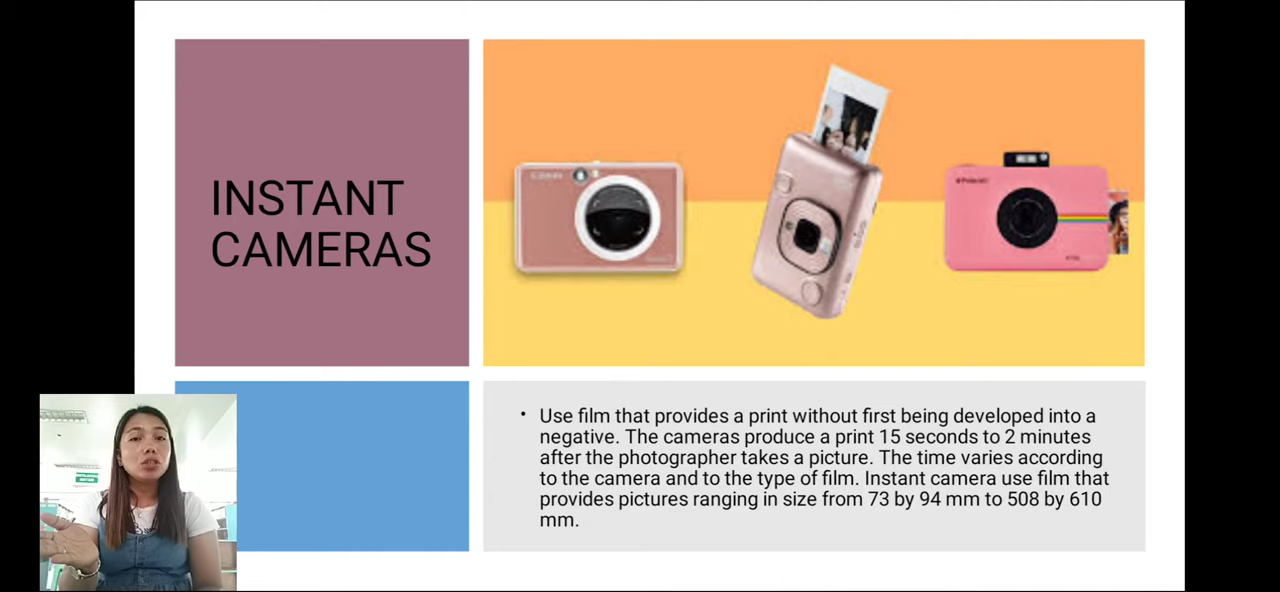 INSTANT
CAMERAS
• Use film that provides a print without first being developed into a
negative. The cameras produce a print 15 seconds to 2 minutes
after the photographer takes a picture. The time varies according
to the camera and to the type of film. Instant camera use film that
provides pictures ranging in size from 73 by 94 mm to 508 by 610
mm.